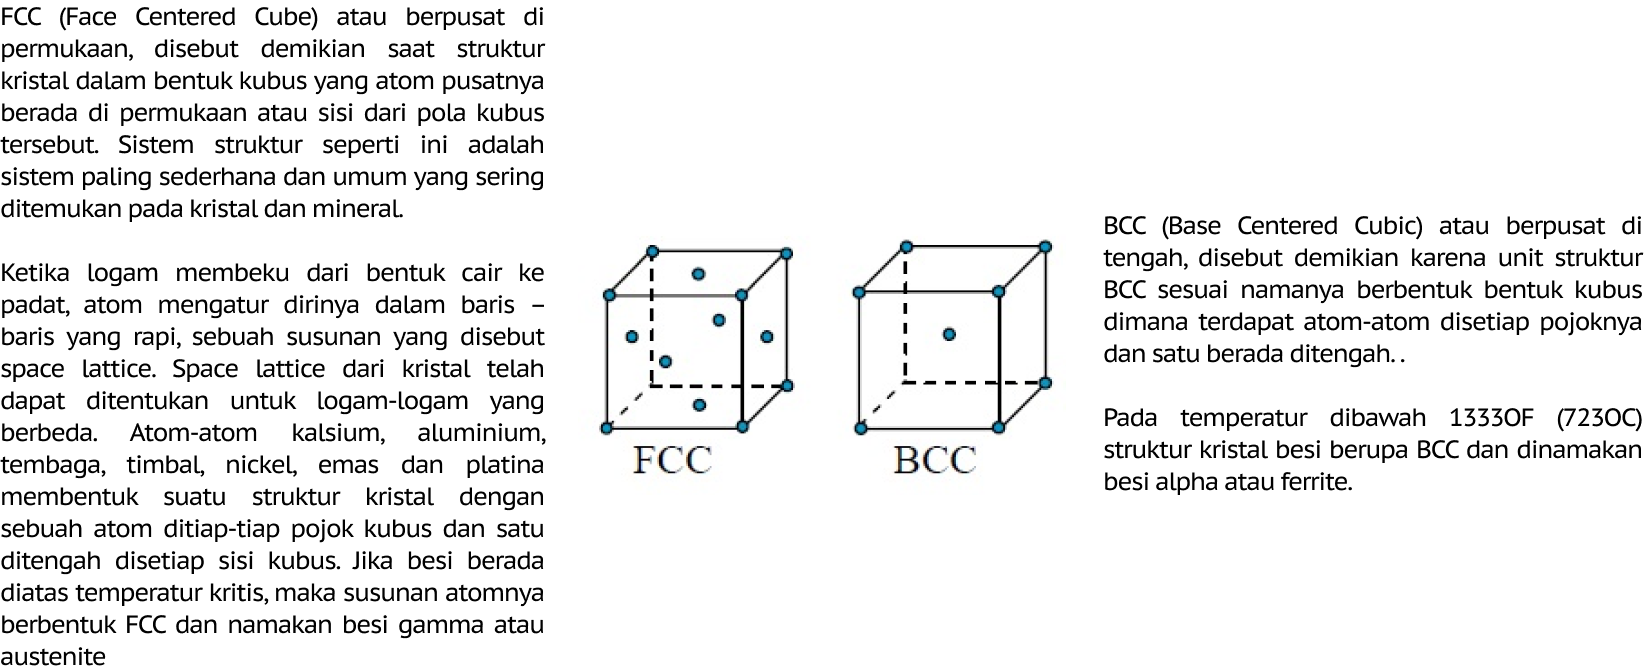 FCC (Face Centered Cube) atau berpusat di
permukaan, disebut demikian saat struktur
kristal dalam bentuk kubus yang atom pusatnya
berada di permukaan atau sisi dari pola kubus
tersebut. Sistem struktur seperti ini adalah
sistem paling sederhana dan umum yang sering
ditemukan pada kristal dan mineral.
Ketika logam membeku dari bentuk cair ke
padat, atom mengatur dirinya dalam baris –
baris yang rapi, sebuah susunan yang disebut
space lattice. Space lattice dari kristal telah
dapat ditentukan untuk logam-logam yang
berbeda. Atom-atom kalsium, aluminium,
tembaga, timbal, nickel, emas dan platina
membentuk suatu struktur kristal dengan
sebuah atom ditiap-tiap pojok kubus dan satu
ditengah disetiap sisi kubus. Jika besi berada
diatas temperatur kritis, maka susunan atomnya
berbentuk FCC dan namakan besi gamma atau
austenite
FCC
BCC
BCC (Base Centered Cubic) atau berpusat di
tengah, disebut demikian karena unit struktur
BCC sesuai namanya berbentuk bentuk kubus
dimana terdapat atom-atom disetiap pojoknya
dan satu berada ditengah. .
Pada temperatur dibawah 1333OF (723OC)
struktur kristal besi berupa BCC dan dinamakan
besi alpha atau ferrite.